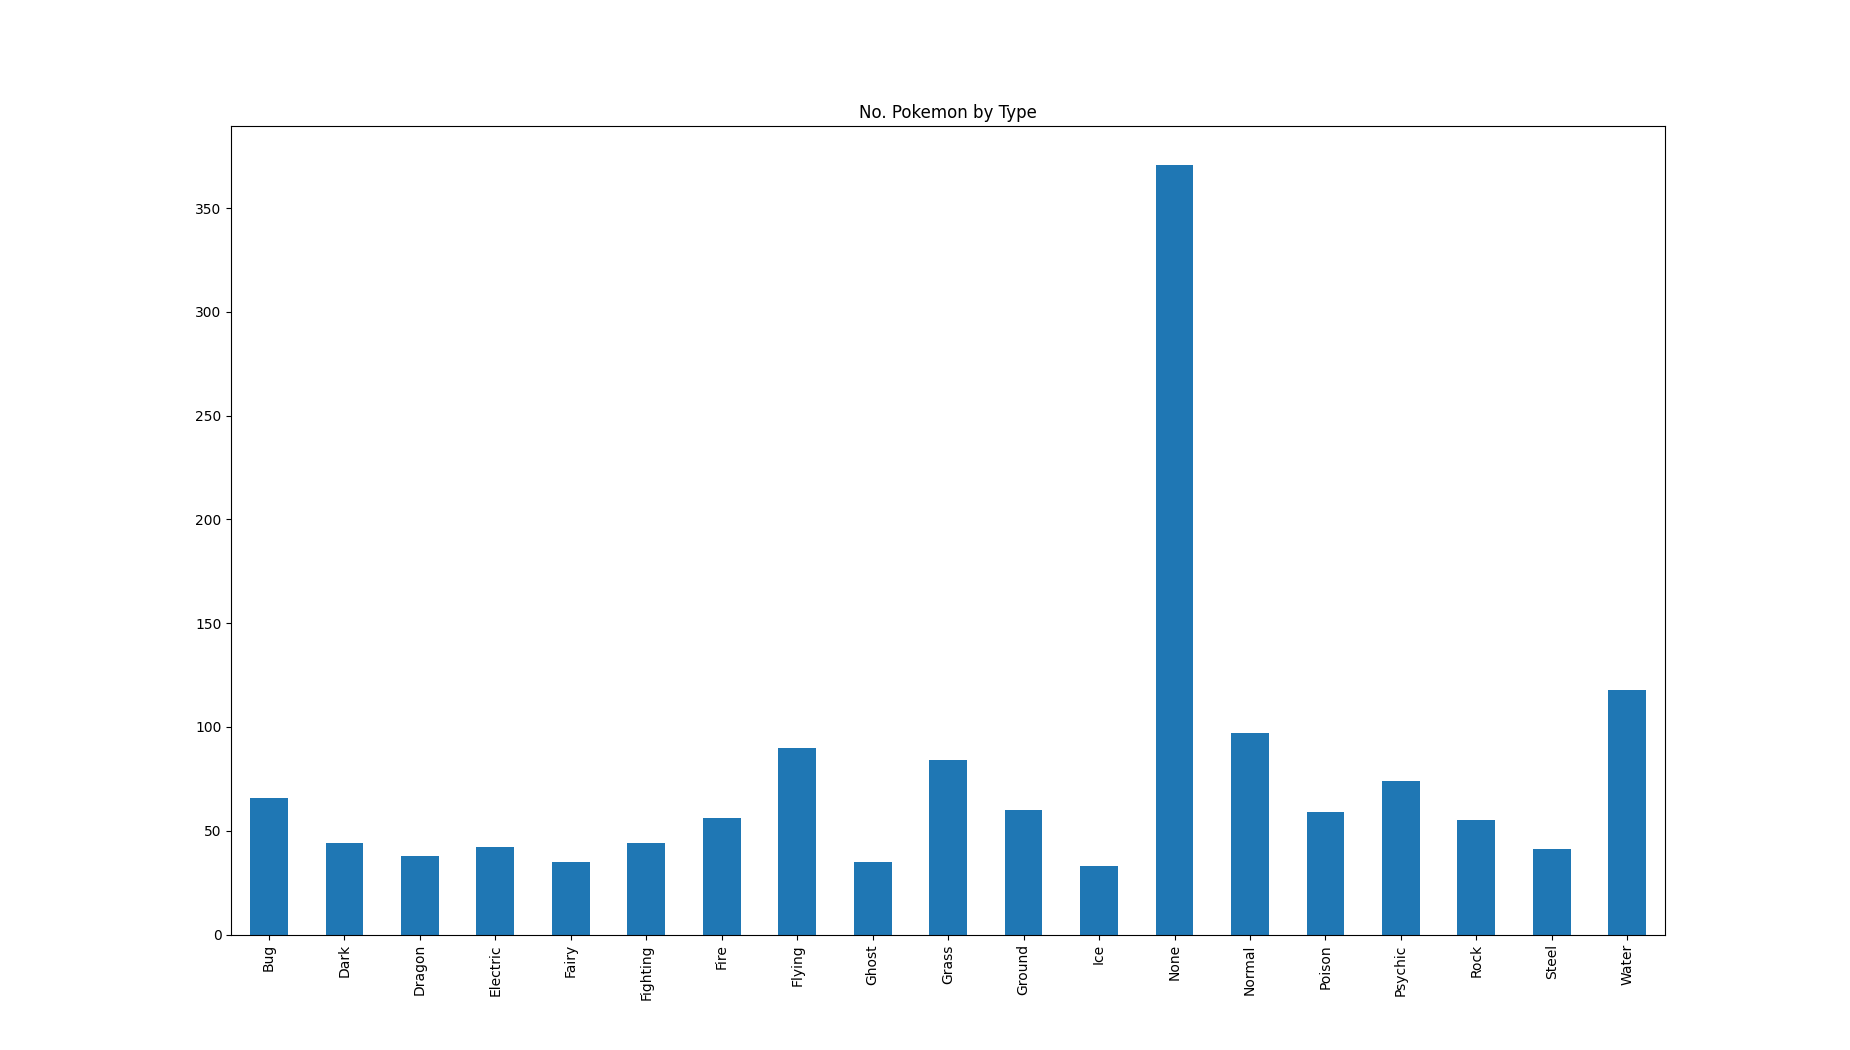 No. Pokemon by Type
350
300
250
200
150
100
50
0
Bug
Dark
Dragon
Electric
Fairy
Fighting
Fire
Flying
Ghost
Grass
Ground
Ice
None
Normal
Poison
Psychic
Rock
Steel
Water